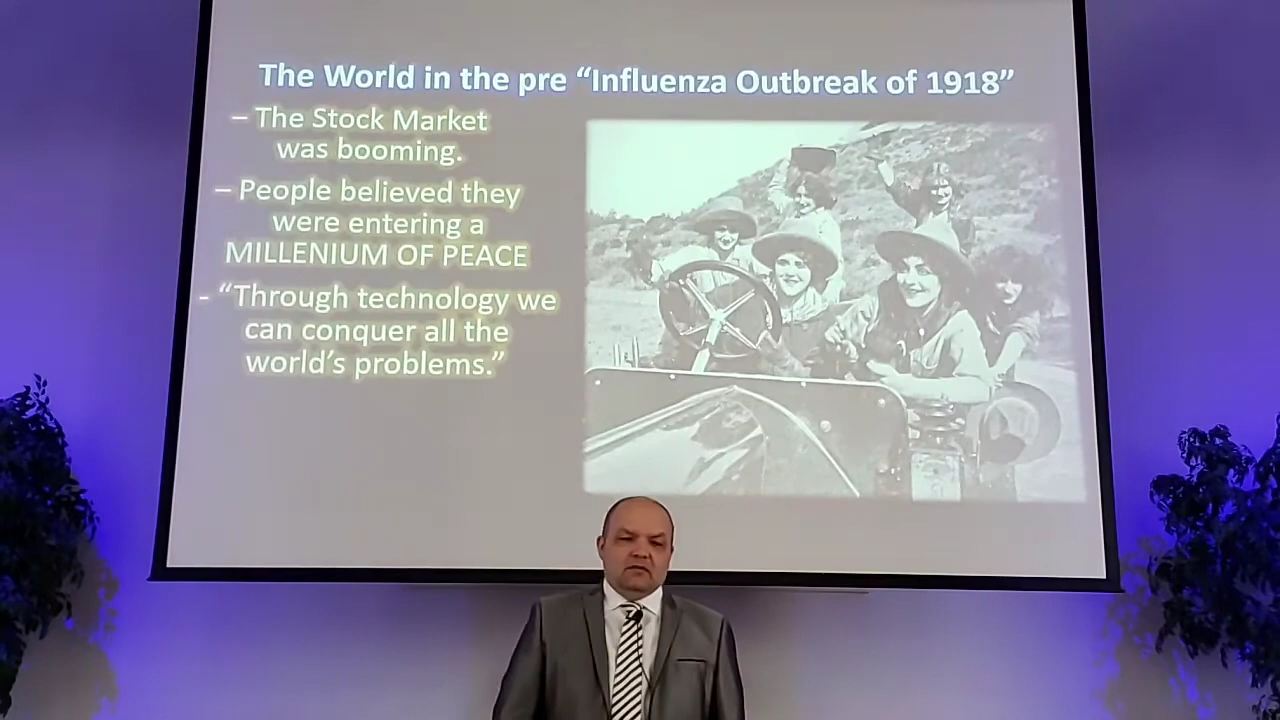 The World in the pre “Influenza Outbreak of 1918”
– The Stock Market
was booming.
– People believed they
were entering a
MILLENIUM OF PEACE
- “Through technology we
can conquer all the
world’s problems.”